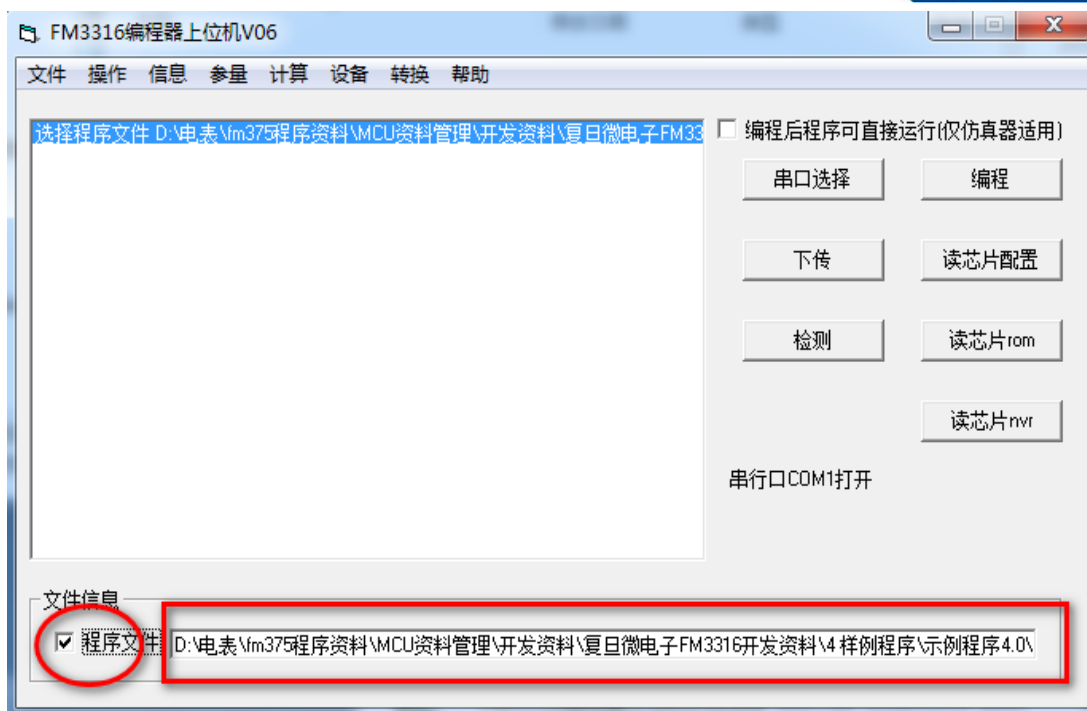 FM3316编程器上位机V06
文件 操作 信息 参量 计算 设备 转换 帮助
选择程序文件 D:\电表\fm375程序资料\MCU资料管理\开发资料\复旦微电子FM33
编程后程序可直接运行(仅仿真器适用)
串口选择 编程
下传 读芯片配置
检测 读芯片rom
读芯片nvr
串行口COM1打开
文件信息
程序文件 D:\电表\fm375程序资料\MCU资料管理\开发资料\复旦微电子FM3316开发资料\4 样例程序\示例程序4.0\